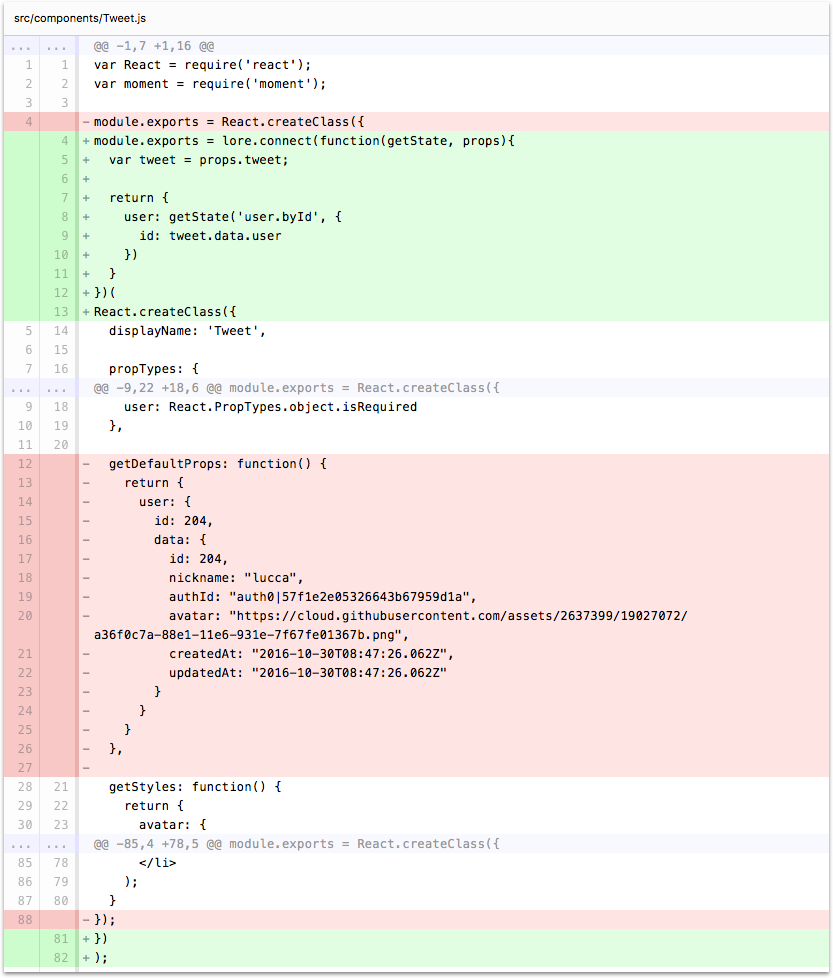 src/components/Tweet.js
... ... @@ -1,7 +1,16 @@
1 1 var React = require('react');
2 2 var moment = require('moment');
3 3
4 - module.exports = React.createClass({
4 + module.exports = lore.connect(function(getState, props){
5 +   var tweet = props.tweet;
6 +
7 +   return {
8 +     user: getState('user.byId', {
9 +       id: tweet.data.user
10 +     })
11 +   }
12 + })(
13 + React.createClass({
5 14   displayName: 'Tweet',
6 15
7 16   propTypes: {
... ... @@ -9,22 +18,6 @@ module.exports = React.createClass({
9 18     user: React.PropTypes.object.isRequired
10 19   },
11 20
12 -   getDefaultProps: function() {
13 -     return {
14 -       user: {
15 -         id: 204,
16 -         data: {
17 -           id: 204,
18 -           nickname: "lucca",
19 -           authId: "auth0|57f1e2e05326643b67959d1a",
20 -           avatar: "https://cloud.githubusercontent.com/assets/2637399/19027072/
a36f0c7a-88e1-11e6-931e-7f67fe01367b.png",
21 -           createdAt: "2016-10-30T08:47:26.062Z",
22 -           updatedAt: "2016-10-30T08:47:26.062Z"
23 -         }
24 -       }
25 -     }
26 -   },
27 -
28 21   getStyles: function() {
29 22     return {
30 23       avatar: {
... ... @@ -85,4 +78,5 @@ module.exports = React.createClass({
85 78       </li>
86 79     );
87 80   }
88 - });
81 + })
82 + );